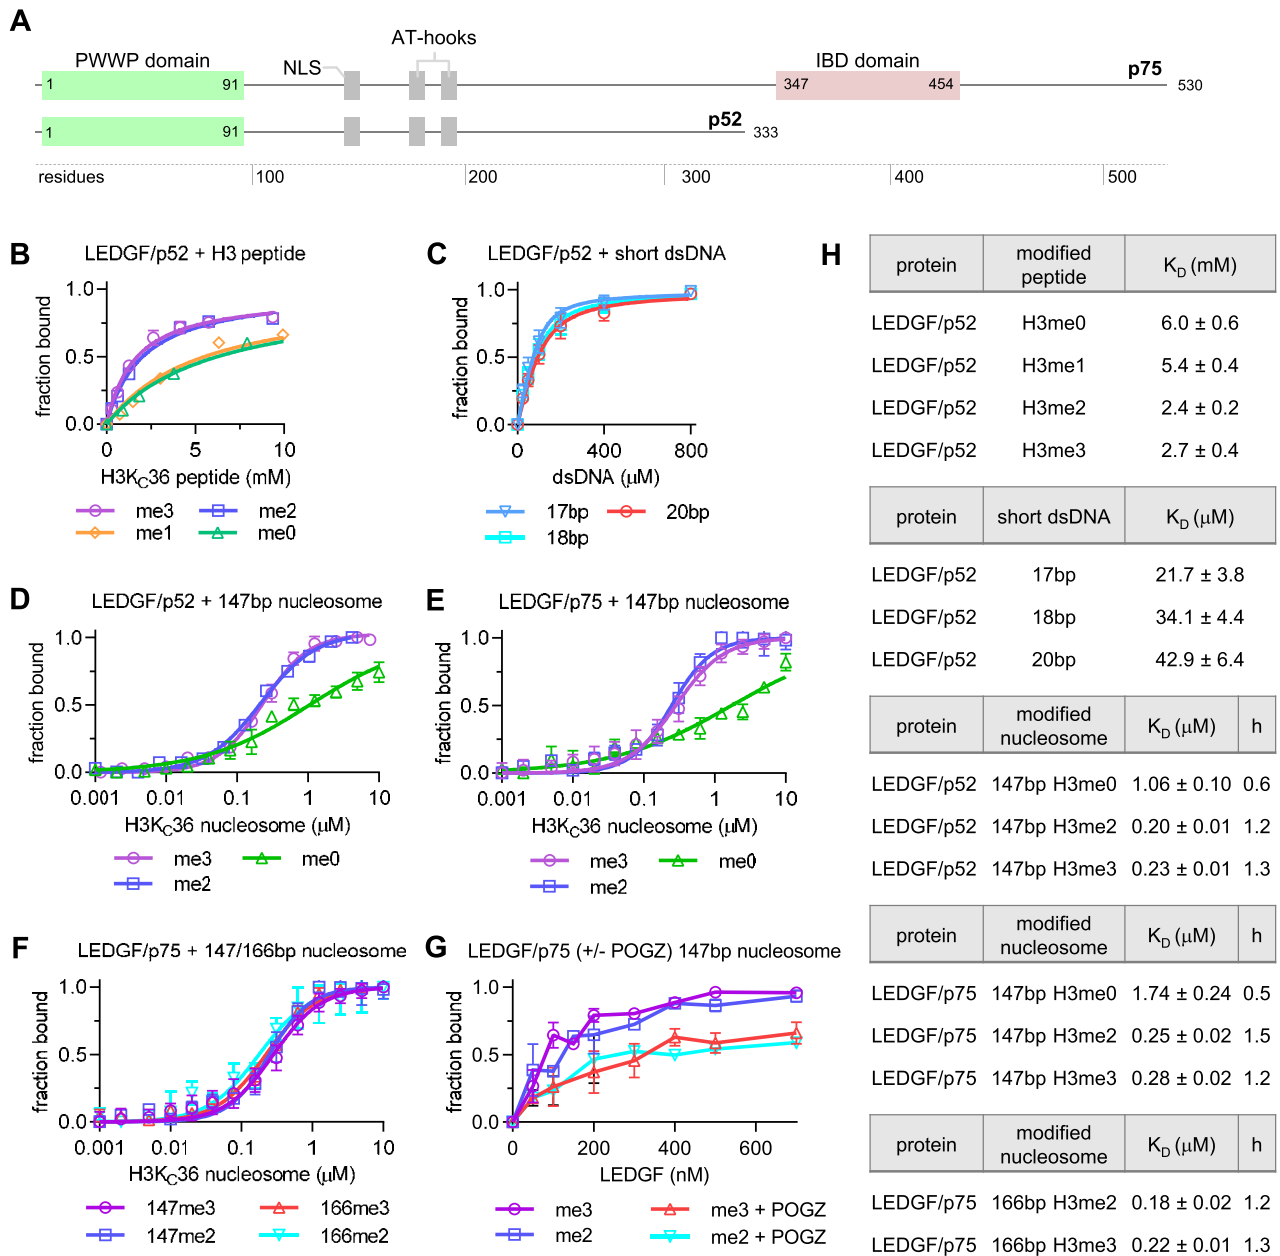 A
AT-hooks
PWWP domain
NLS
IBD domain
p75
1
91
347
454
530
1
91
p52
333
residues
100
200
300
400
500
B
LEDGF/p52 + H3 peptide
fraction bound
1.0
0.5
0.0
0
5
10
H3KC36 peptide (mM)
me3
me2
me1
me0
C
LEDGF/p52 + short dsDNA
fraction bound
1.0
0.5
0.0
0
400
800
dsDNA (μM)
17bp
20bp
18bp
D
LEDGF/p52 + 147bp nucleosome
fraction bound
1.0
0.5
0.0
0.001
0.01
0.1
1
10
H3KC36 nucleosome (μM)
me3
me0
me2
E
LEDGF/p75 + 147bp nucleosome
fraction bound
1.0
0.5
0.0
0.001
0.01
0.1
1
10
H3KC36 nucleosome (μM)
me3
me0
me2
F
LEDGF/p75 + 147/166bp nucleosome
fraction bound
1.0
0.5
0.0
0.001
0.01
0.1
1
10
H3KC36 nucleosome (μM)
147me3
166me3
147me2
166me2
G
LEDGF/p75 (+/- POGZ) 147bp nucleosome
fraction bound
1.0
0.5
0.0
0
200
400
600
LEDGF (nM)
me3
me3 + POGZ
me2
me2 + POGZ
H
protein modified peptide KD (mM)
LEDGF/p52 H3me0 6.0 ± 0.6
LEDGF/p52 H3me1 5.4 ± 0.4
LEDGF/p52 H3me2 2.4 ± 0.2
LEDGF/p52 H3me3 2.7 ± 0.4
protein short dsDNA KD (μM)
LEDGF/p52 17bp 21.7 ± 3.8
LEDGF/p52 18bp 34.1 ± 4.4
LEDGF/p52 20bp 42.9 ± 6.4
protein modified nucleosome KD (μM) h
LEDGF/p52 147bp H3me0 1.06 ± 0.10 0.6
LEDGF/p52 147bp H3me2 0.20 ± 0.01 1.2
LEDGF/p52 147bp H3me3 0.23 ± 0.01 1.3
protein modified nucleosome KD (μM) h
LEDGF/p75 147bp H3me0 1.74 ± 0.24 0.5
LEDGF/p75 147bp H3me2 0.25 ± 0.02 1.5
LEDGF/p75 147bp H3me3 0.28 ± 0.02 1.2
protein modified nucleosome KD (μM) h
LEDGF/p75 166bp H3me2 0.18 ± 0.02 1.2
LEDGF/p75 166bp H3me3 0.22 ± 0.01 1.3